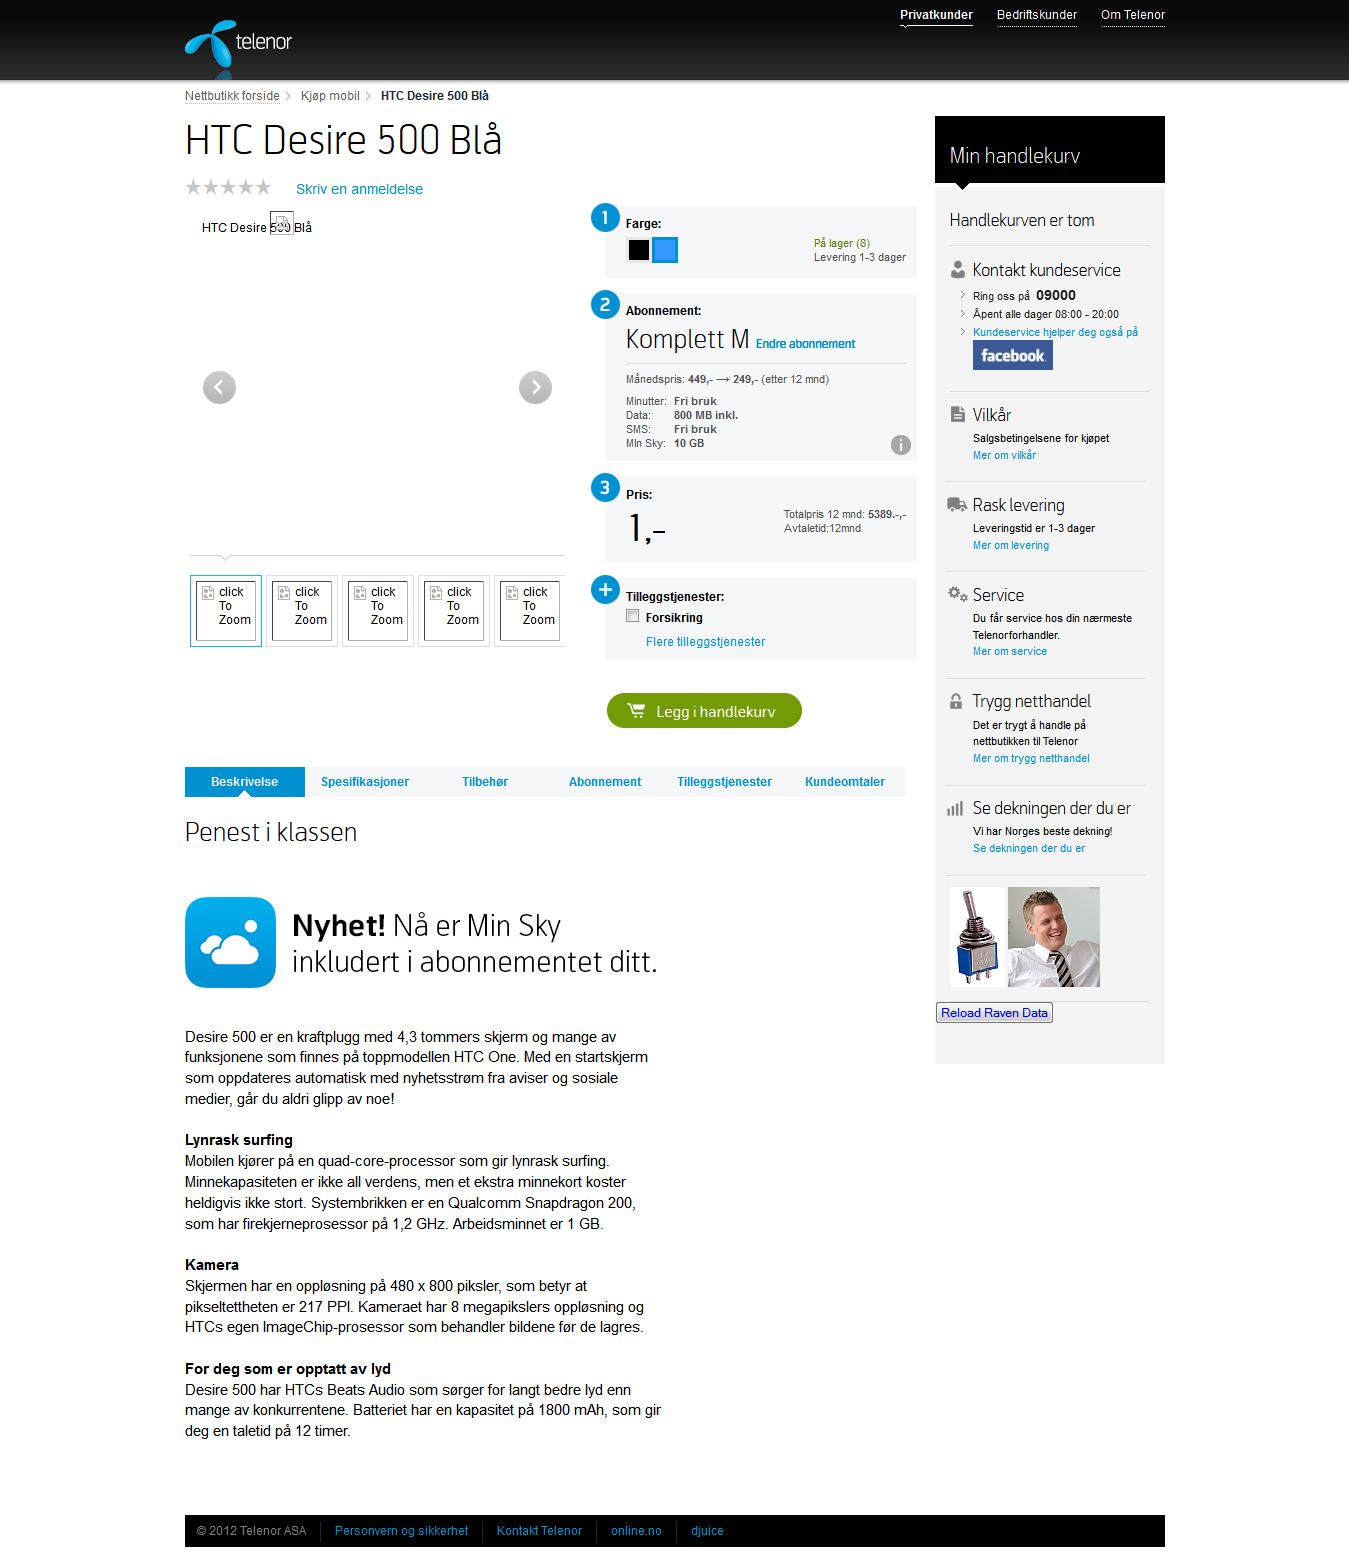 Privatkunder
Bedriftskunder
Om Telenor
telenor
Nettbutikk forside
Kjøp mobil
HTC Desire 500 Blå
HTC Desire 500 Blå
Skriv en anmeldelse
HTC Desire 500 Blå
click To Zoom
click To Zoom
click To Zoom
click To Zoom
click To Zoom
1
Farge:
På lager (8)
Levering 1-3 dager
2
Abonnement:
Komplett M Endre abonnement
Månedspris: 449,- → 249,- (etter 12 mnd)
Minutter: Fri bruk
Data: 800 MB inkl.
SMS: Fri bruk
MIn Sky: 10 GB
i
3
Pris:
1,-
Totalpris 12 mnd: 5389.-,-
Avtaletid:12mnd
+
Tilleggstjenester:
Forsikring
Flere tilleggstjenester
Legg i handlekurv
Min handlekurv
Handlekurven er tom
Kontakt kundeservice
Ring oss på 09000
Åpent alle dager 08:00 - 20:00
Kundeservice hjelper deg også på
facebook
Vilkår
Salgsbetingelsene for kjøpet
Mer om vilkår
Rask levering
Leveringstid er 1-3 dager
Mer om levering
Service
Du får service hos din nærmeste
Telenorforhandler.
Mer om service
Trygg netthandel
Det er trygt å handle på
nettbutikken til Telenor
Mer om trygg netthandel
Se dekningen der du er
Vi har Norges beste dekning!
Se dekningen der du er
Reload Raven Data
Beskrivelse
Spesifikasjoner
Tilbehør
Abonnement
Tilleggstjenester
Kundeomtaler
Penest i klassen
Nyhet! Nå er Min Sky
inkludert i abonnementet ditt.
Desire 500 er en kraftplugg med 4,3 tommers skjerm og mange av
funksjonene som finnes på toppmodellen HTC One. Med en startskjerm
som oppdateres automatisk med nyhetsstrøm fra aviser og sosiale
medier, går du aldri glipp av noe!
Lynrask surfing
Mobilen kjører på en quad-core-processor som gir lynrask surfing.
Minnekapasiteten er ikke all verdens, men et ekstra minnekort koster
heldigvis ikke stort. Systembrikken er en Qualcomm Snapdragon 200,
som har firekjerneprosessor på 1,2 GHz. Arbeidsminnet er 1 GB.
Kamera
Skjermen har en oppløsning på 480 x 800 piksler, som betyr at
pikseltettheten er 217 PPI. Kameraet har 8 megapikslers oppløsning og
HTCs egen ImageChip-prosessor som behandler bildene før de lagres.
For deg som er opptatt av lyd
Desire 500 har HTCs Beats Audio som sørger for langt bedre lyd enn
mange av konkurrentene. Batteriet har en kapasitet på 1800 mAh, som gir
deg en taletid på 12 timer.
© 2012 Telenor ASA
Personvern og sikkerhet
Kontakt Telenor
online.no
djuice